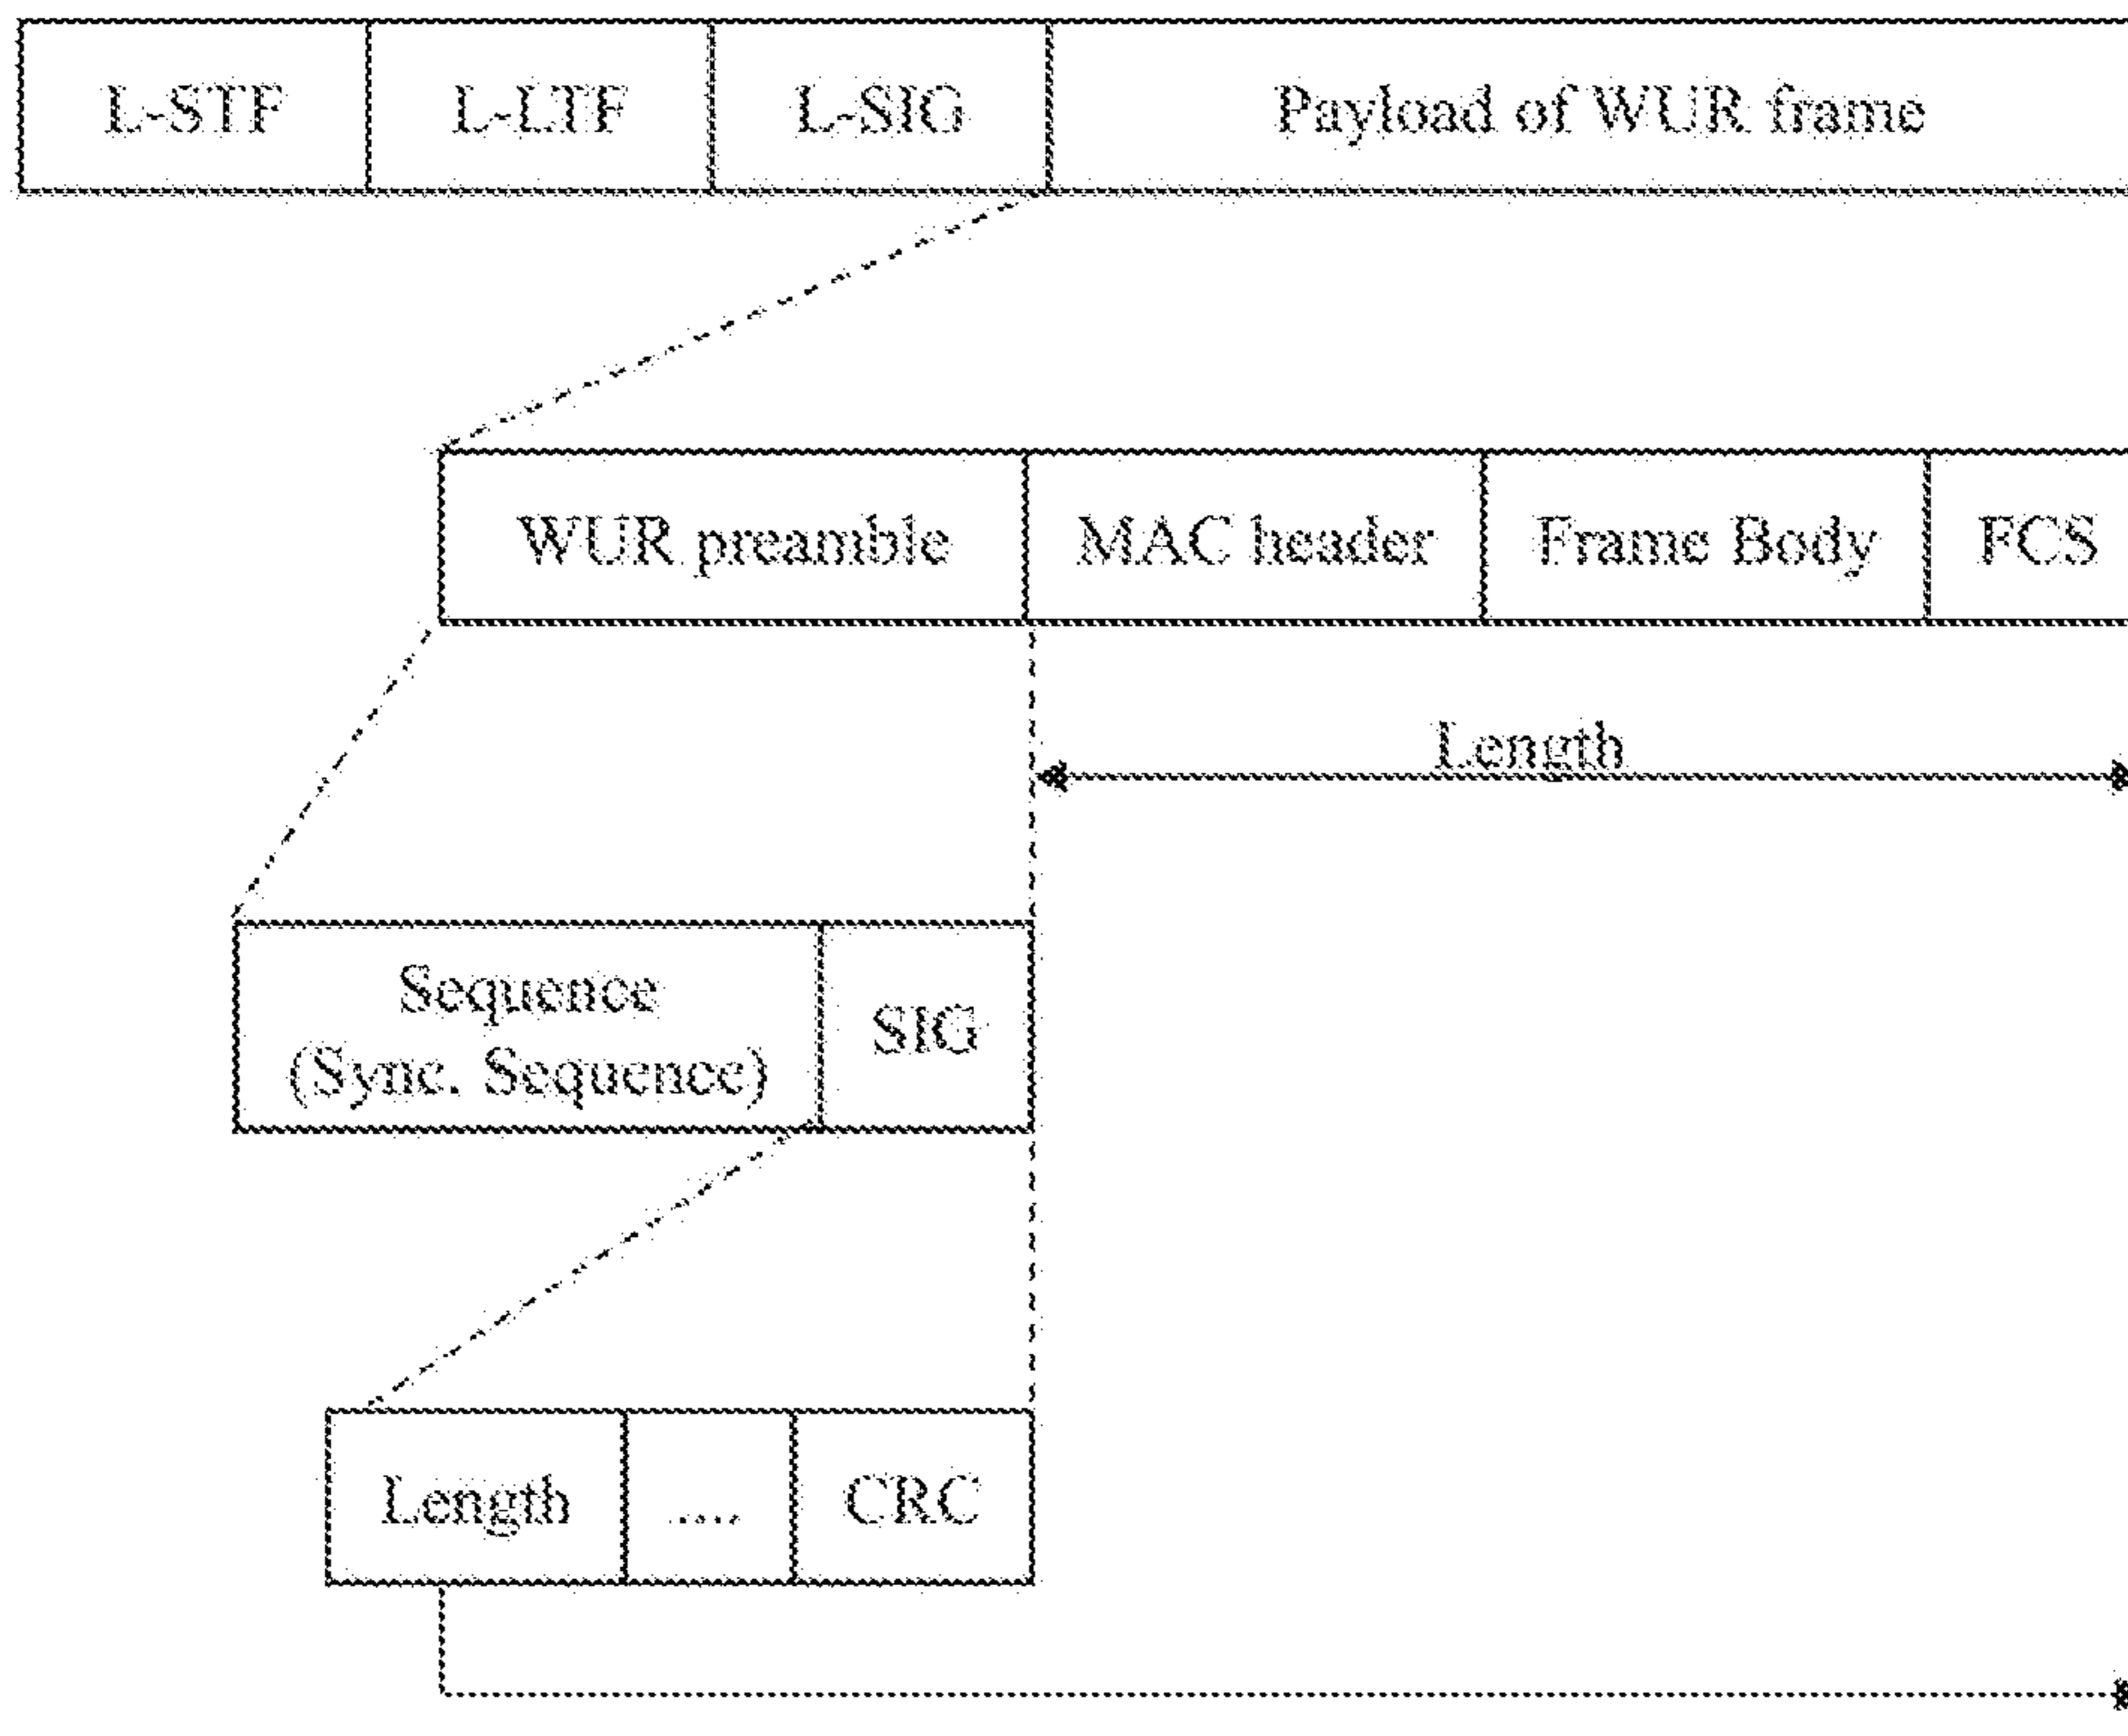 L-STF L-LTF L-SIG Payload of WUR frame
WUR preamble MAC header Frame Body FCS
Length
Sequence
(Sync. Sequence)
SIG
Length .... CRC